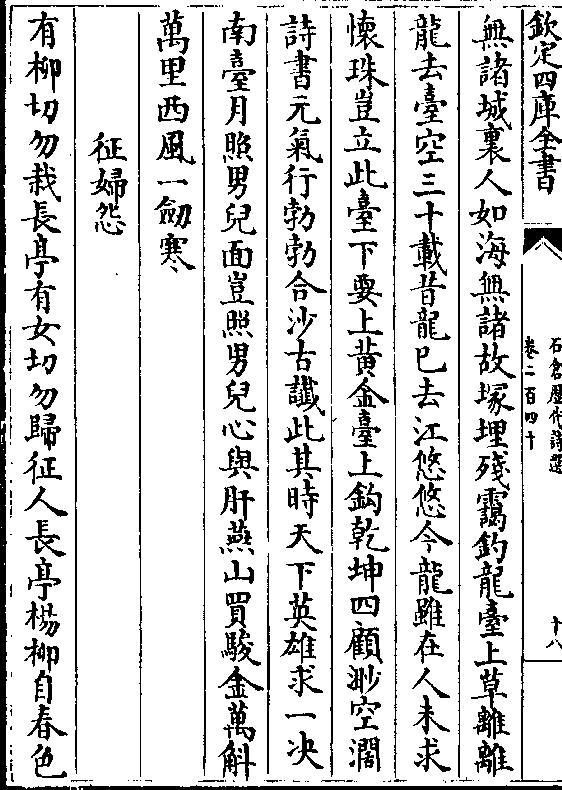 欽定四庫全書
石倉歷代詩選
卷二百四十
十八
無諸城裏人如海無諸故塚埋殘靄釣龍臺上草離離
龍去臺空三十載昔龍已去江悠悠今龍雖在人未求
懷珠豈立此臺下要上黃金臺上鈎乾坤四顧渺空濶
詩書元氣行勃勃合沙古讖此其時天下英雄求一决
南臺月照男兒面豈照男兒心與肝燕山買駿金萬斛
萬里西風一劒寒
征婦怨
有柳切勿栽長亭有女切勿歸征人長亭楊柳自春色